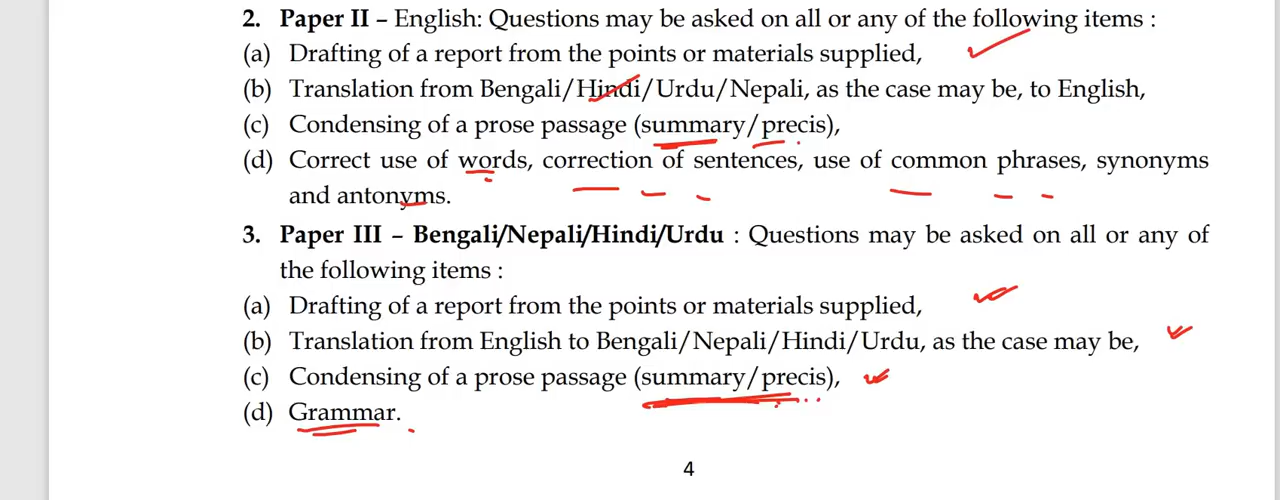 2. Paper II – English: Questions may be asked on all or any of the following items :
(a) Drafting of a report from the points or materials supplied,
(b) Translation from Bengali/Hindi/Urdu/Nepali, as the case may be, to English,
(c) Condensing of a prose passage (summary/precis),
(d) Correct use of words, correction of sentences, use of common phrases, synonyms
and antonyms.
3. Paper III – Bengali/Nepali/Hindi/Urdu : Questions may be asked on all or any of
the following items :
(a) Drafting of a report from the points or materials supplied,
(b) Translation from English to Bengali/Nepali/Hindi/Urdu, as the case may be,
(c) Condensing of a prose passage (summary/precis),
(d) Grammar.
4